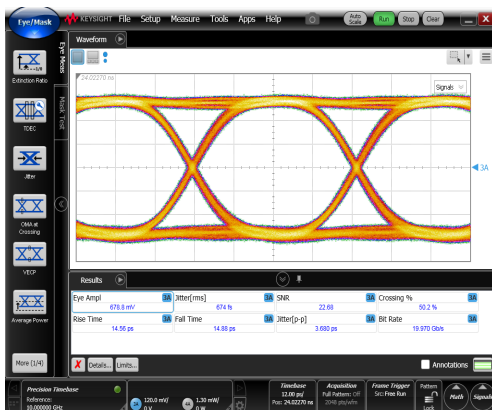 Eye/Mask
KEYSIGHT File Setup Measure Tools Apps Help
Auto Scale Run Stop Clear
Waveform
Eye Meas
Mask Test
24.02270 ns
Signals
3A
Extinction Ratio
TDEC
Jitter
OMA at
Crossing
VECP
Average Power
More (1/4)
Results
Eye Ampl 3A Jitter[rms] 3A SNR 3A Crossing % 3A
678.8 mV 674 fs 22.68 50.2 %
Rise Time 3A Fall Time 3A Jitter[p-p] 3A Bit Rate 3A
14.56 ps 14.88 ps 3.680 ps 19.970 Gb/s
Details... Limits...
Annotations
Precision Timebase
Reference:
10.000000 GHz
120.0 mW/
0 V
1.30 mW/
0 W
Timebase
12.00 ps/
Pos: 24.02270 ns
Acquisition
Full Pattern: Off
2048 pts/wfm
Frame Trigger
Src: Free Run
Pattern
Lock
Math
Signals